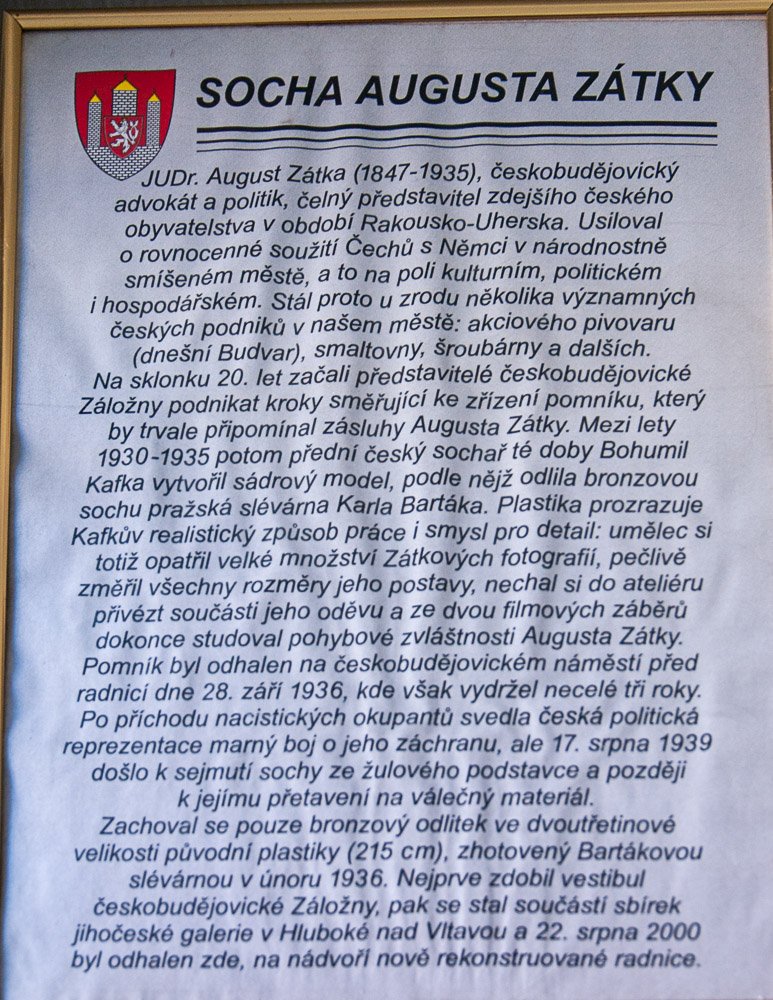 SOCHA AUGUSTA ZÁTKY
JUDr. August Zátka (1847-1935), českobudějovický
advokát a politik, čelný představitel zdejšího českého
obyvatelstva v období Rakousko-Uherska. Usiloval
o rovnocenné soužití Čechů s Němci v národnostně
smíšeném městě, a to na poli kulturním, politickém
i hospodářském. Stál proto u zrodu několika významných
českých podniků v našem městě: akciového pivovaru
(dnešní Budvar), smaltovny, šroubárny a dalších.
Na sklonku 20. let začali představitelé českobudějovické
Záložny podnikat kroky směřující ke zřízení pomníku, který
by trvale připomínal zásluhy Augusta Zátky. Mezi lety
1930-1935 potom přední český sochař té doby Bohumil
Kafka vytvořil sádrový model, podle nějž odlila bronzovou
sochu pražská slévárna Karla Bartáka. Plastika prozrazuje
Kafkův realistický způsob práce i smysl pro detail: umělec si
totiž opatřil velké množství Zátkových fotografií, pečlivě
změřil všechny rozměry jeho postavy, nechal si do ateliéru
přivézt součásti jeho oděvu a ze dvou filmových záběrů
dokonce studoval pohybové zvláštnosti Augusta Zátky.
Pomník byl odhalen na českobudějovickém náměstí před
radnicí dne 28. září 1936, kde však vydržel necelé tři roky.
Po příchodu nacistických okupantů svedla česká politická
reprezentace marný boj o jeho záchranu, ale 17. srpna 1939
došlo k sejmutí sochy ze žulového podstavce a později
k jejímu přetavení na válečný materiál.
Zachoval se pouze bronzový odlitek ve dvoutřetinové
velikosti původní plastiky (215 cm), zhotovený Bartákovou
slévárnou v únoru 1936. Nejprve zdobil vestibul
českobudějovické Záložny, pak se stal součástí sbírek
jihočeské galerie v Hluboké nad Vltavou a 22. srpna 2000
byl odhalen zde, na nádvoří nově rekonstruované radnice.